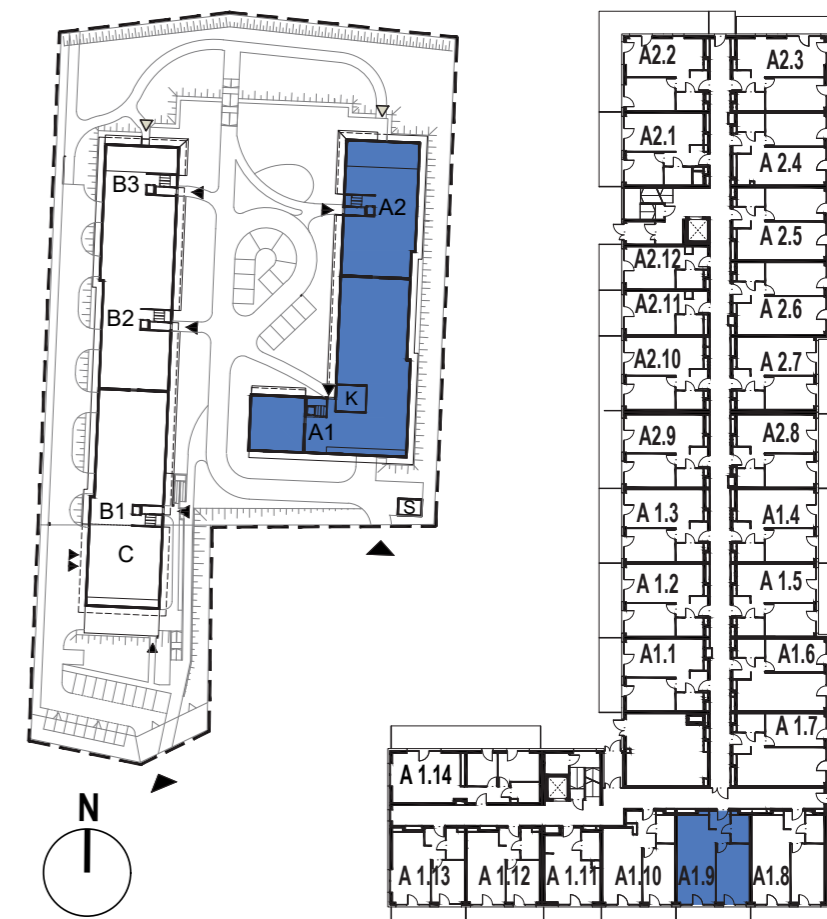 B3
A2
B2
K
A1
B1
S
C
N
A2.2
A2.3
A2.1
A 2.4
A 2.5
A2.12
A2.11
A 2.6
A2.10
A 2.7
A2.9
A2.8
A 1.3
A1.4
A 1.2
A 1.5
A1.1
A1.6
A 1.7
A 1.14
A 1.13
A 1.12
A 1.11
A1.10
A1.9
A1.8